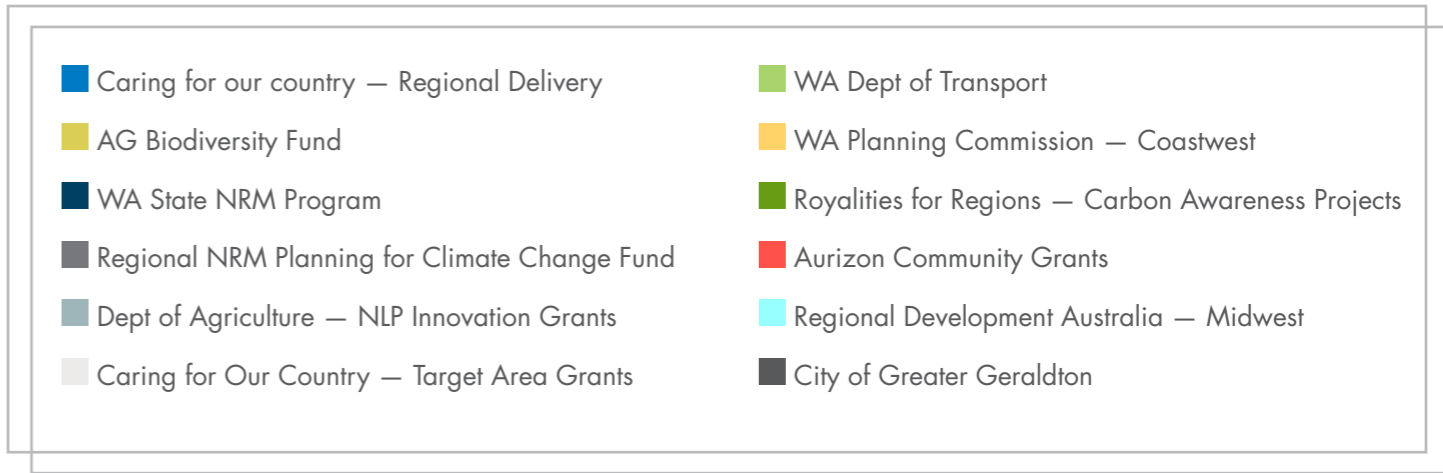 Caring for our country — Regional Delivery
AG Biodiversity Fund
WA State NRM Program
Regional NRM Planning for Climate Change Fund
Dept of Agriculture — NLP Innovation Grants
Caring for Our Country — Target Area Grants
WA Dept of Transport
WA Planning Commission — Coastwest
Royalities for Regions — Carbon Awareness Projects
Aurizon Community Grants
Regional Development Australia — Midwest
City of Greater Geraldton